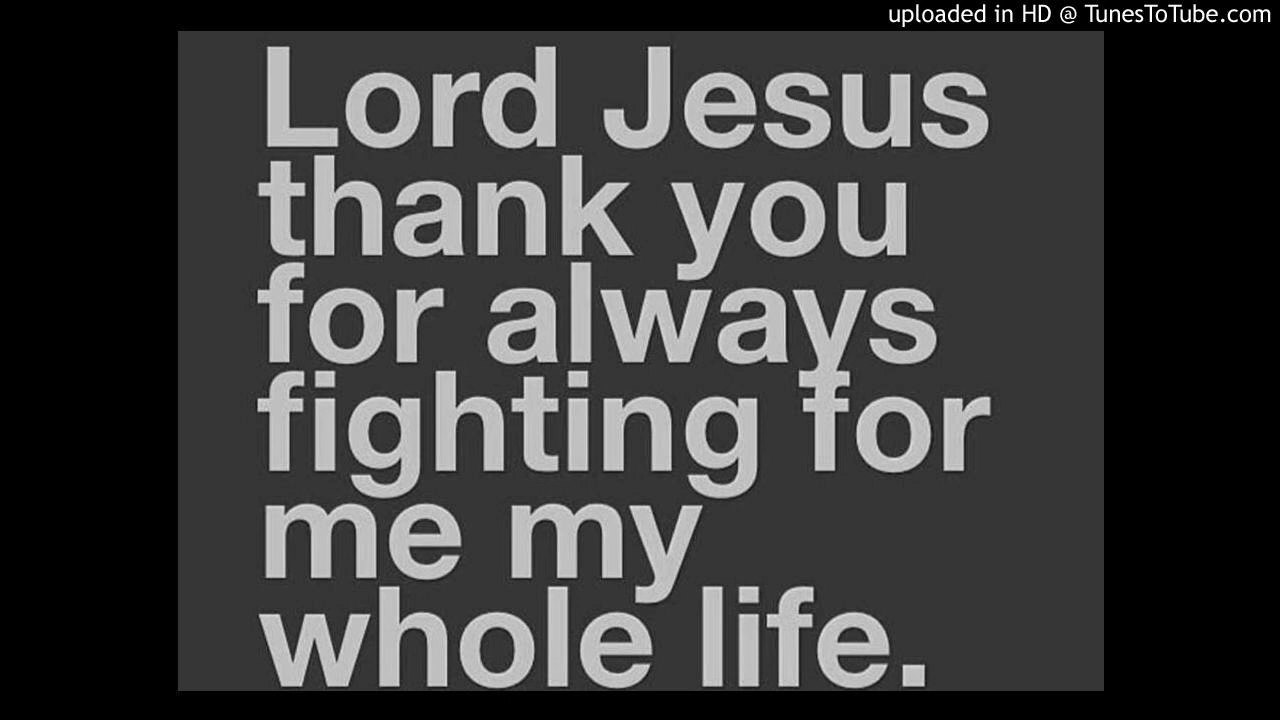 uploaded in HD @ TunesToTube.com
Lord Jesus
thank you
for always
fighting for
me my
whole life.